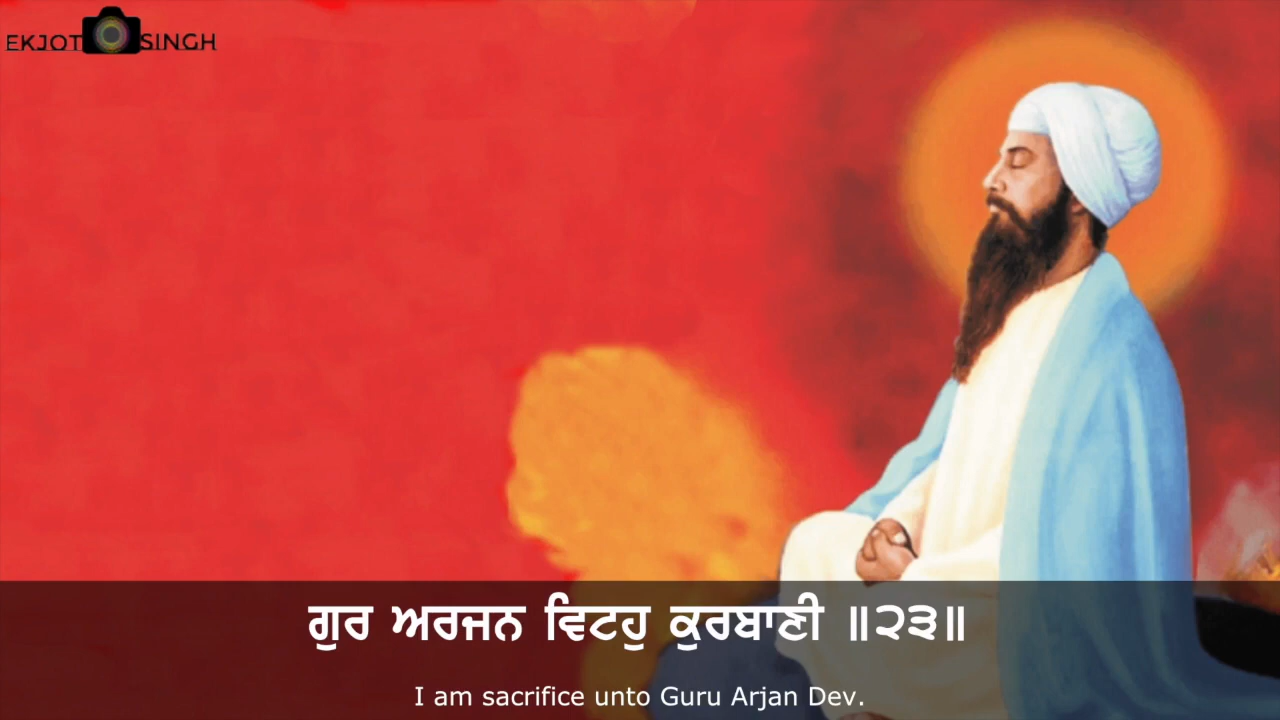 EKJOT SINGH
ਗੁਰ ਅਰਜਨ ਵਿਟਹੁ ਕੁਰਬਾਣੀ ॥੨੩॥
I am sacrifice unto Guru Arjan Dev.